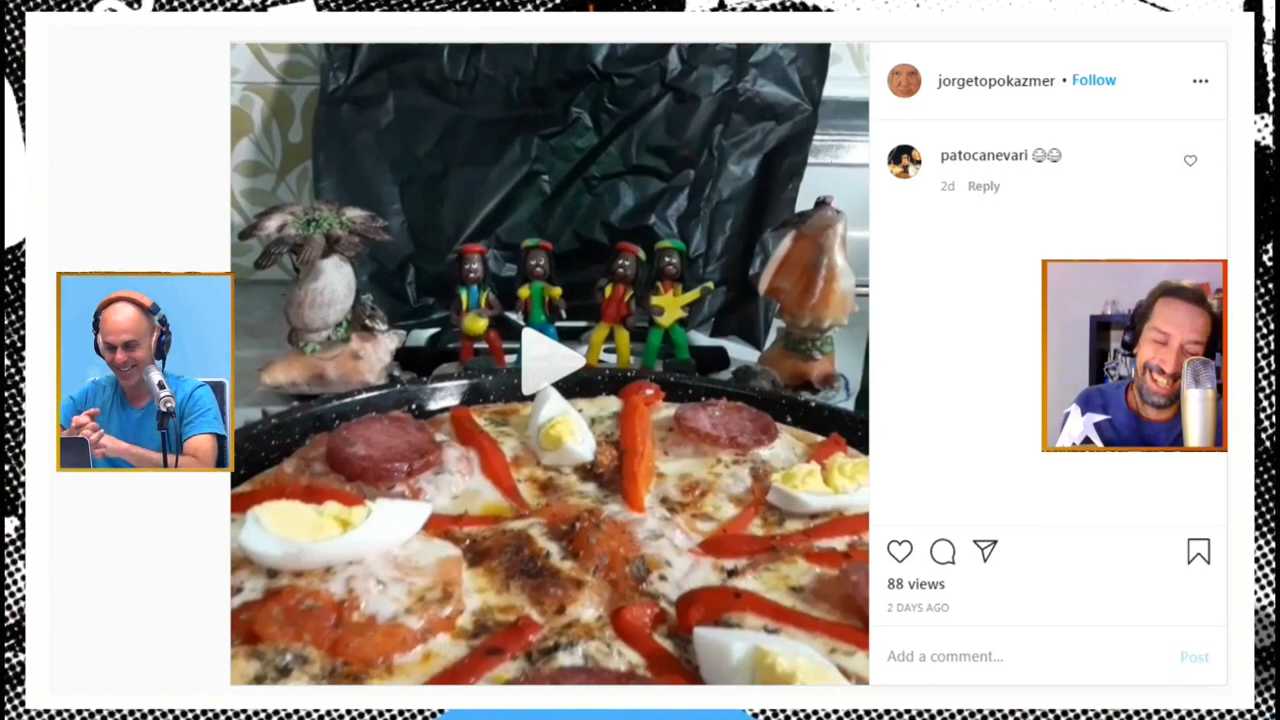 jorgetopokazmer • Follow
patocanevari 😂😂
2d Reply
88 views
2 DAYS AGO
Add a comment... Post